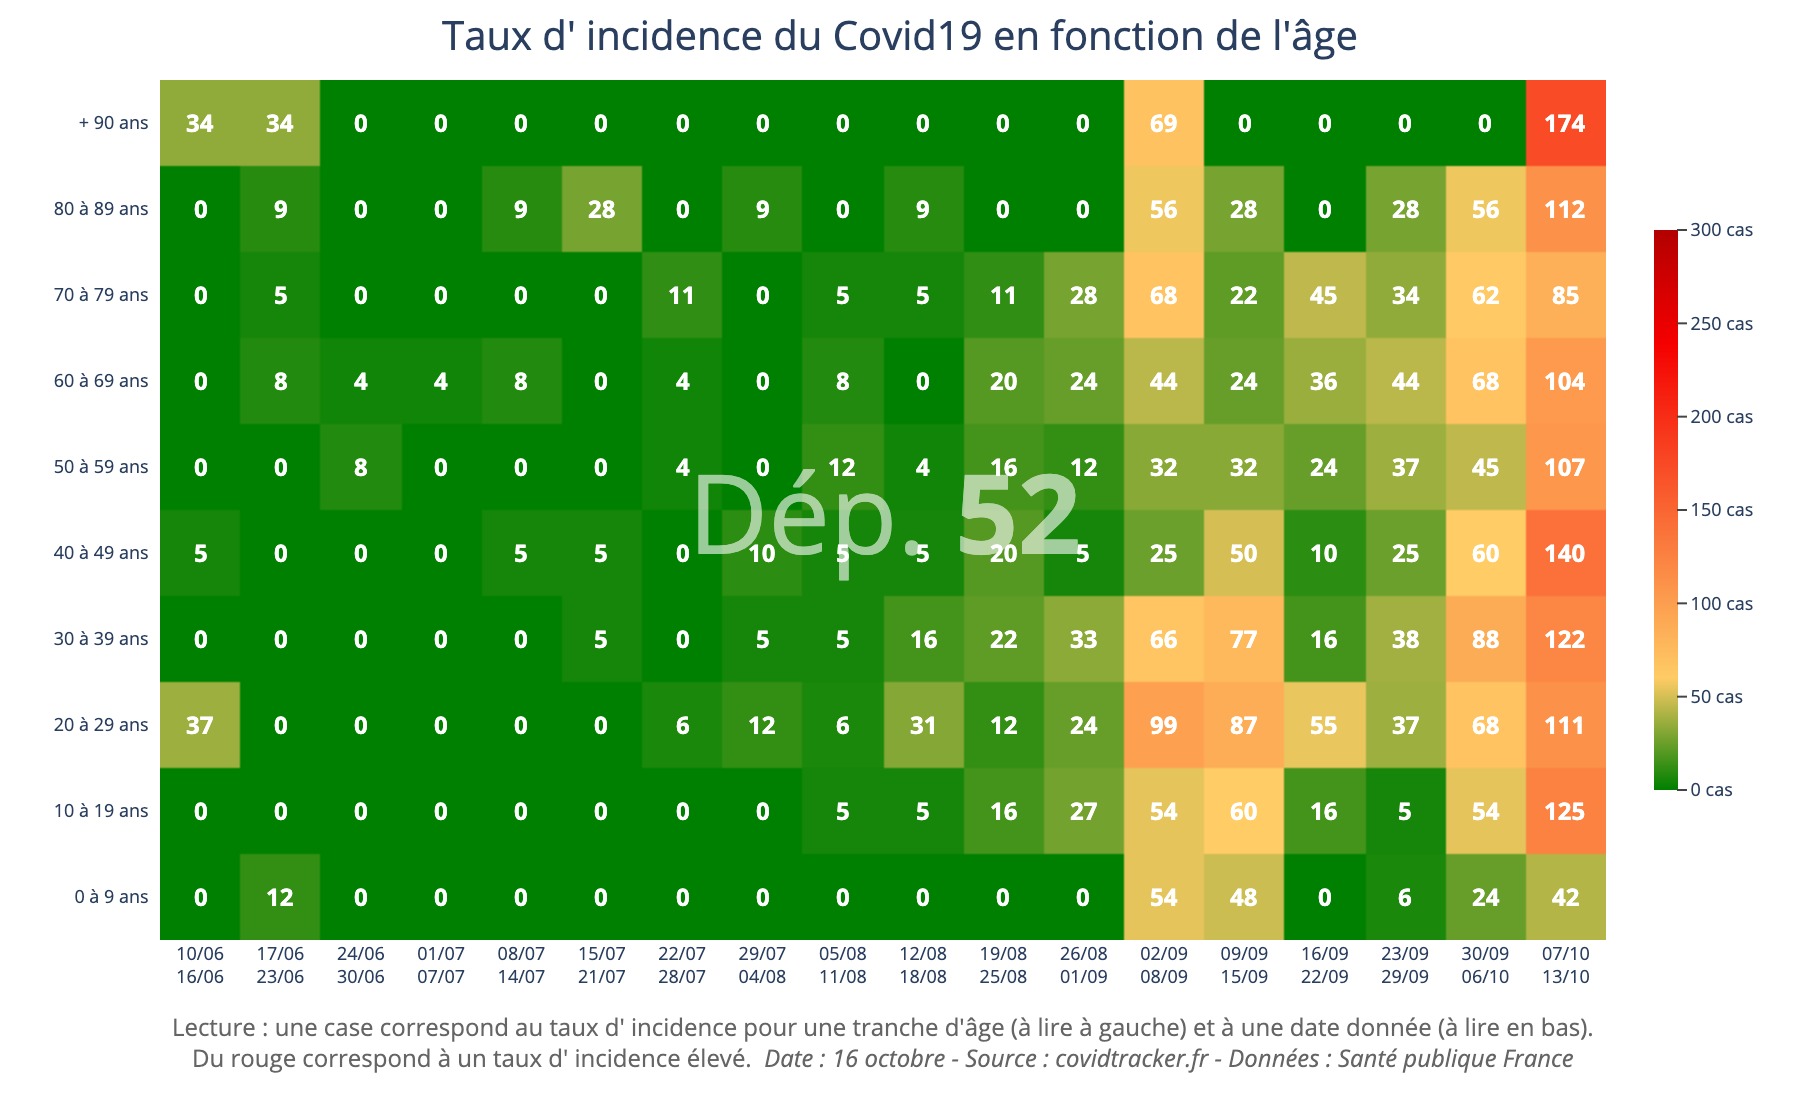 Taux d' incidence du Covid19 en fonction de l'âge
+ 90 ans 34 34 0 0 0 0 0 0 0 0 0 0 69 0 0 0 0 174
80 à 89 ans 0 9 0 0 9 28 0 9 0 9 0 0 56 28 0 28 56 112
70 à 79 ans 0 5 0 0 0 0 11 0 5 5 11 28 68 22 45 34 62 85
60 à 69 ans 0 8 4 4 8 0 4 0 8 0 20 24 44 24 36 44 68 104
50 à 59 ans 0 0 8 0 0 0 4 0 12 4 16 12 32 32 24 37 45 107
Dép. 52
40 à 49 ans 5 0 0 0 5 5 0 10 5 5 20 5 25 50 10 25 60 140
30 à 39 ans 0 0 0 0 0 5 0 5 5 16 22 33 66 77 16 38 88 122
20 à 29 ans 37 0 0 0 0 0 6 12 6 31 12 24 99 87 55 37 68 111
10 à 19 ans 0 0 0 0 0 0 0 0 5 5 16 27 54 60 16 5 54 125
0 à 9 ans 0 12 0 0 0 0 0 0 0 0 0 0 54 48 0 6 24 42
10/06 17/06 24/06 01/07 08/07 15/07 22/07 29/07 05/08 12/08 19/08 26/08 02/09 09/09 16/09 23/09 30/09 07/10
16/06 23/06 30/06 07/07 14/07 21/07 28/07 04/08 11/08 18/08 25/08 01/09 08/09 15/09 22/09 29/09 06/10 13/10
300 cas
250 cas
200 cas
150 cas
100 cas
50 cas
0 cas
Lecture : une case correspond au taux d' incidence pour une tranche d'âge (à lire à gauche) et à une date donnée (à lire en bas).
Du rouge correspond à un taux d' incidence élevé. Date : 16 octobre - Source : covidtracker.fr - Données : Santé publique France